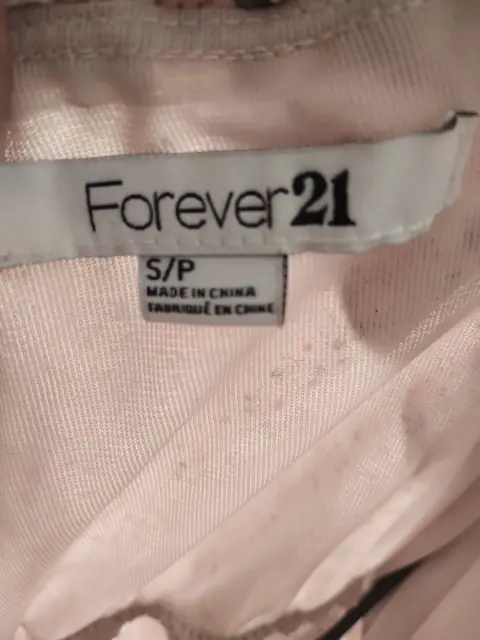 Forever21
S/P
MADE IN CHINA
FABRIQUÉ EN CHINE